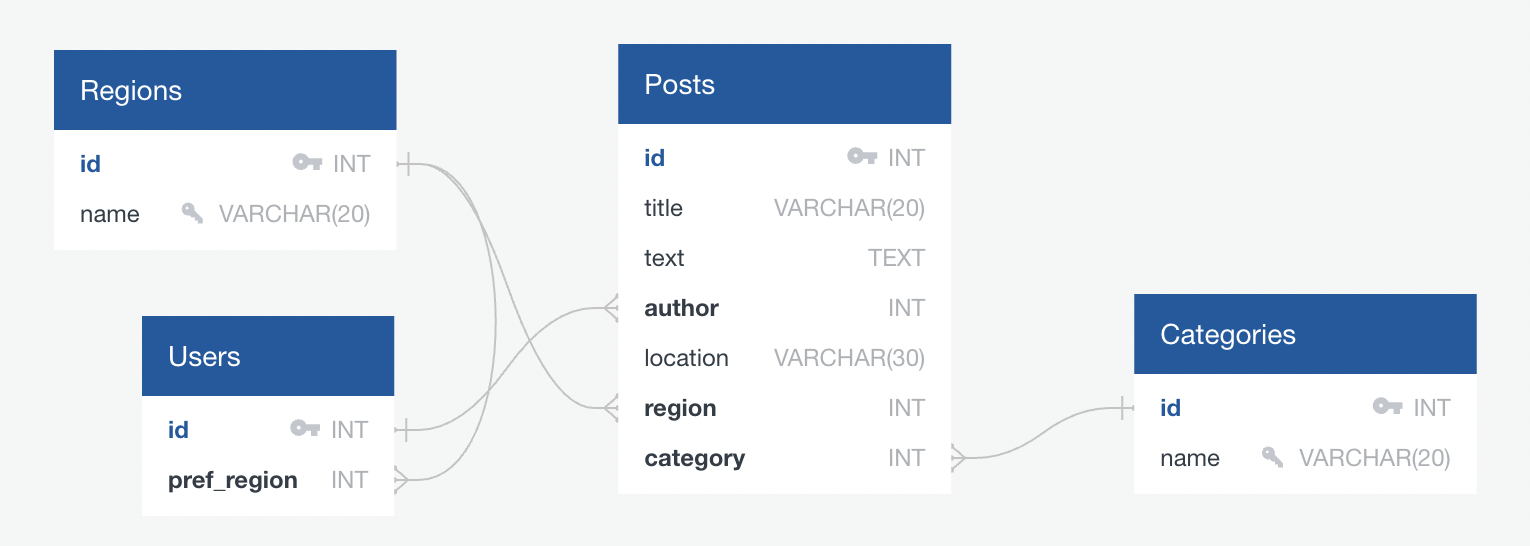 Regions
id INT
name VARCHAR(20)
Users
id INT
pref_region INT
Posts
id INT
title VARCHAR(20)
text TEXT
author INT
location VARCHAR(30)
region INT
category INT
Categories
id INT
name VARCHAR(20)